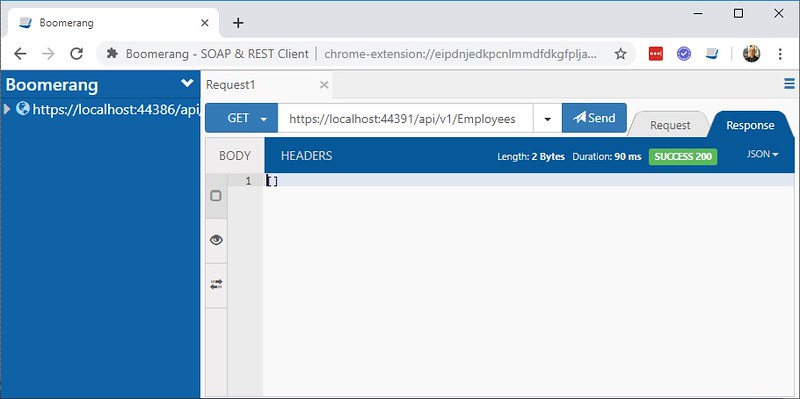 Boomerang
Boomerang - SOAP & REST Client
chrome-extension://eipdnjedkpcnlmmdfdkgfplja...
Boomerang
https://localhost:44386/api,
Request1
GET
https://localhost:44391/api/v1/Employees
Send
Request
Response
BODY
HEADERS
Length: 2 Bytes
Duration: 90 ms
SUCCESS 200
JSON
1
[]